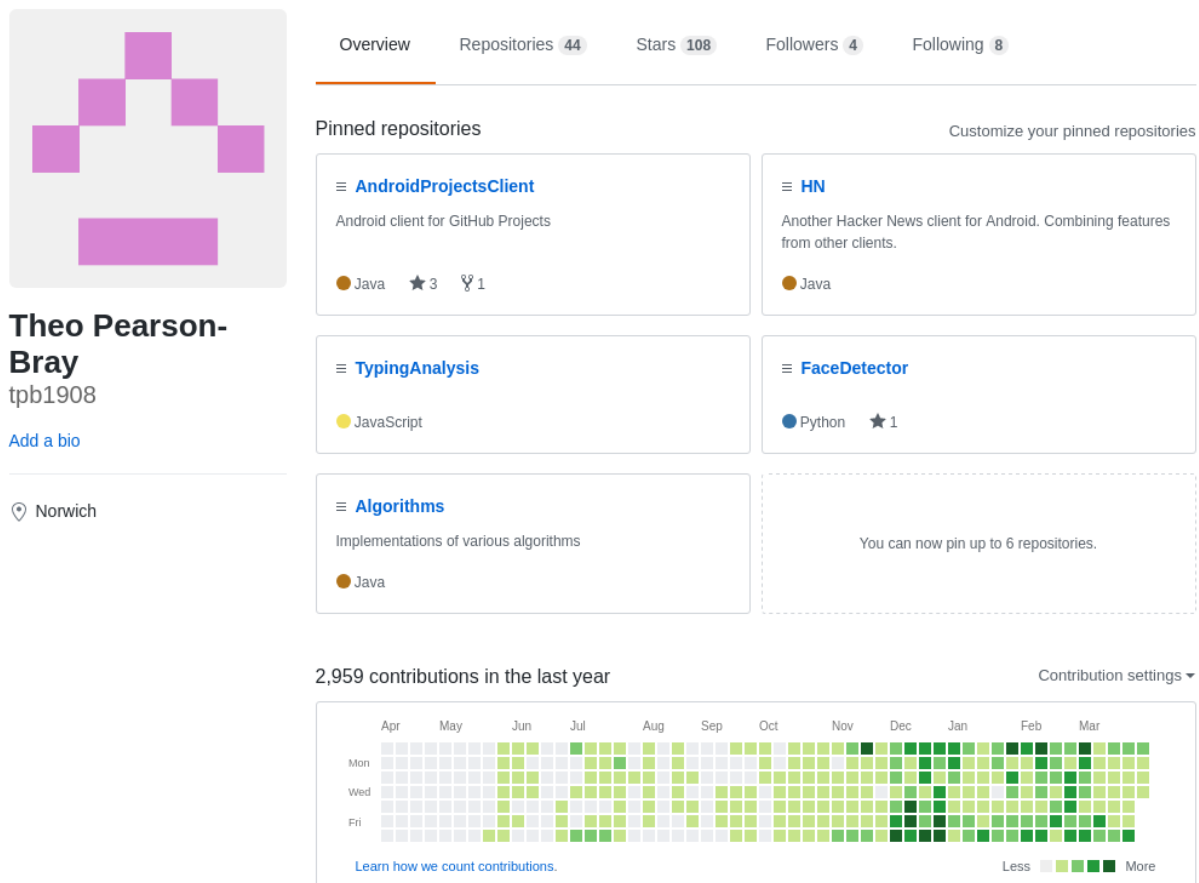 Overview Repositories 44 Stars 108 Followers 4 Following 8
Pinned repositories
Customize your pinned repositories
AndroidProjectsClient
Android client for GitHub Projects
Java 3 1
HN
Another Hacker News client for Android. Combining features
from other clients.
Java
Theo Pearson-
Bray
tpb1908
Add a bio
Norwich
TypingAnalysis
JavaScript
FaceDetector
Python 1
Algorithms
Implementations of various algorithms
Java
You can now pin up to 6 repositories.
2,959 contributions in the last year
Contribution settings
Apr May Jun Jul Aug Sep Oct Nov Dec Jan Feb Mar
Mon
Wed
Fri
Learn how we count contributions.
Less More